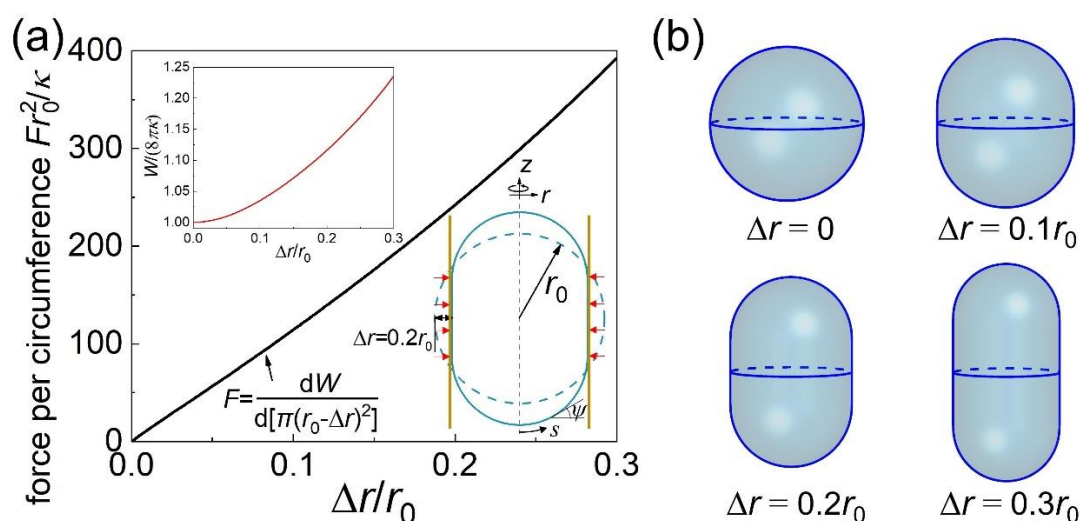 (a)
force per circumference Fr₀²/κ
400
300
200
100
0
0.0
0.1
0.2
0.3
Δr/r₀
W/(8πκ)
1.25
1.20
1.15
1.10
1.05
1.00
0.0
0.1
0.2
0.3
Δr/r₀
F=dW/d[π(r₀-Δr)²]
z
r
r₀
Δr=0.2r₀
ψ
s
(b)
Δr = 0
Δr = 0.1r₀
Δr = 0.2r₀
Δr = 0.3r₀